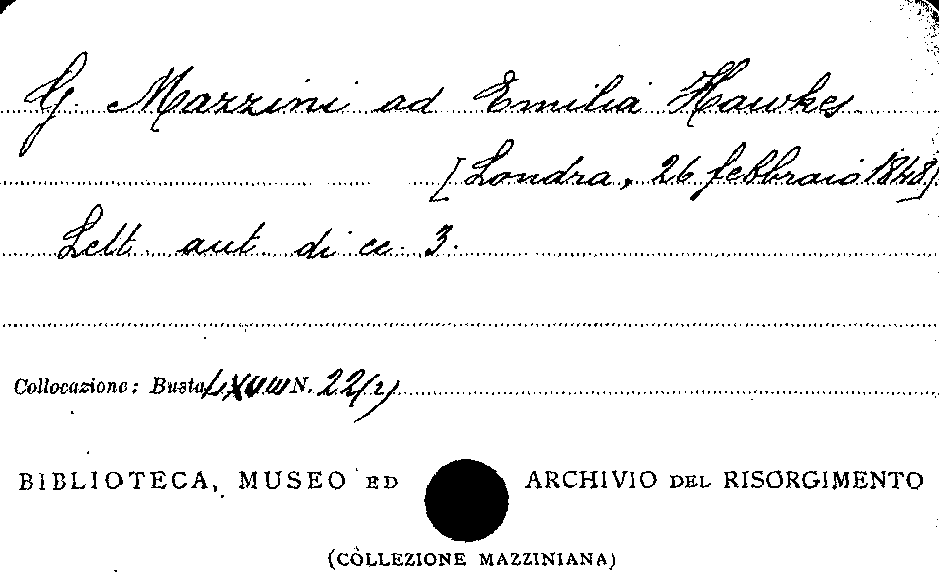 G. Mazzini ad Emilia Hawkes
[Londra, 26 febbraio 1848]
Lett. aut. di cc. 3.
Collocazione: Busta LXVIII N. 22(2)
BIBLIOTECA, MUSEO ED ARCHIVIO DEL RISORGIMENTO
(COLLEZIONE MAZZINIANA)